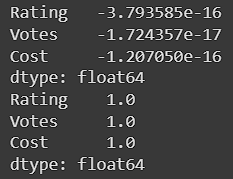 Rating   -3.793585e-16
Votes    -1.724357e-17
Cost     -1.207050e-16
dtype: float64
Rating    1.0
Votes     1.0
Cost      1.0
dtype: float64